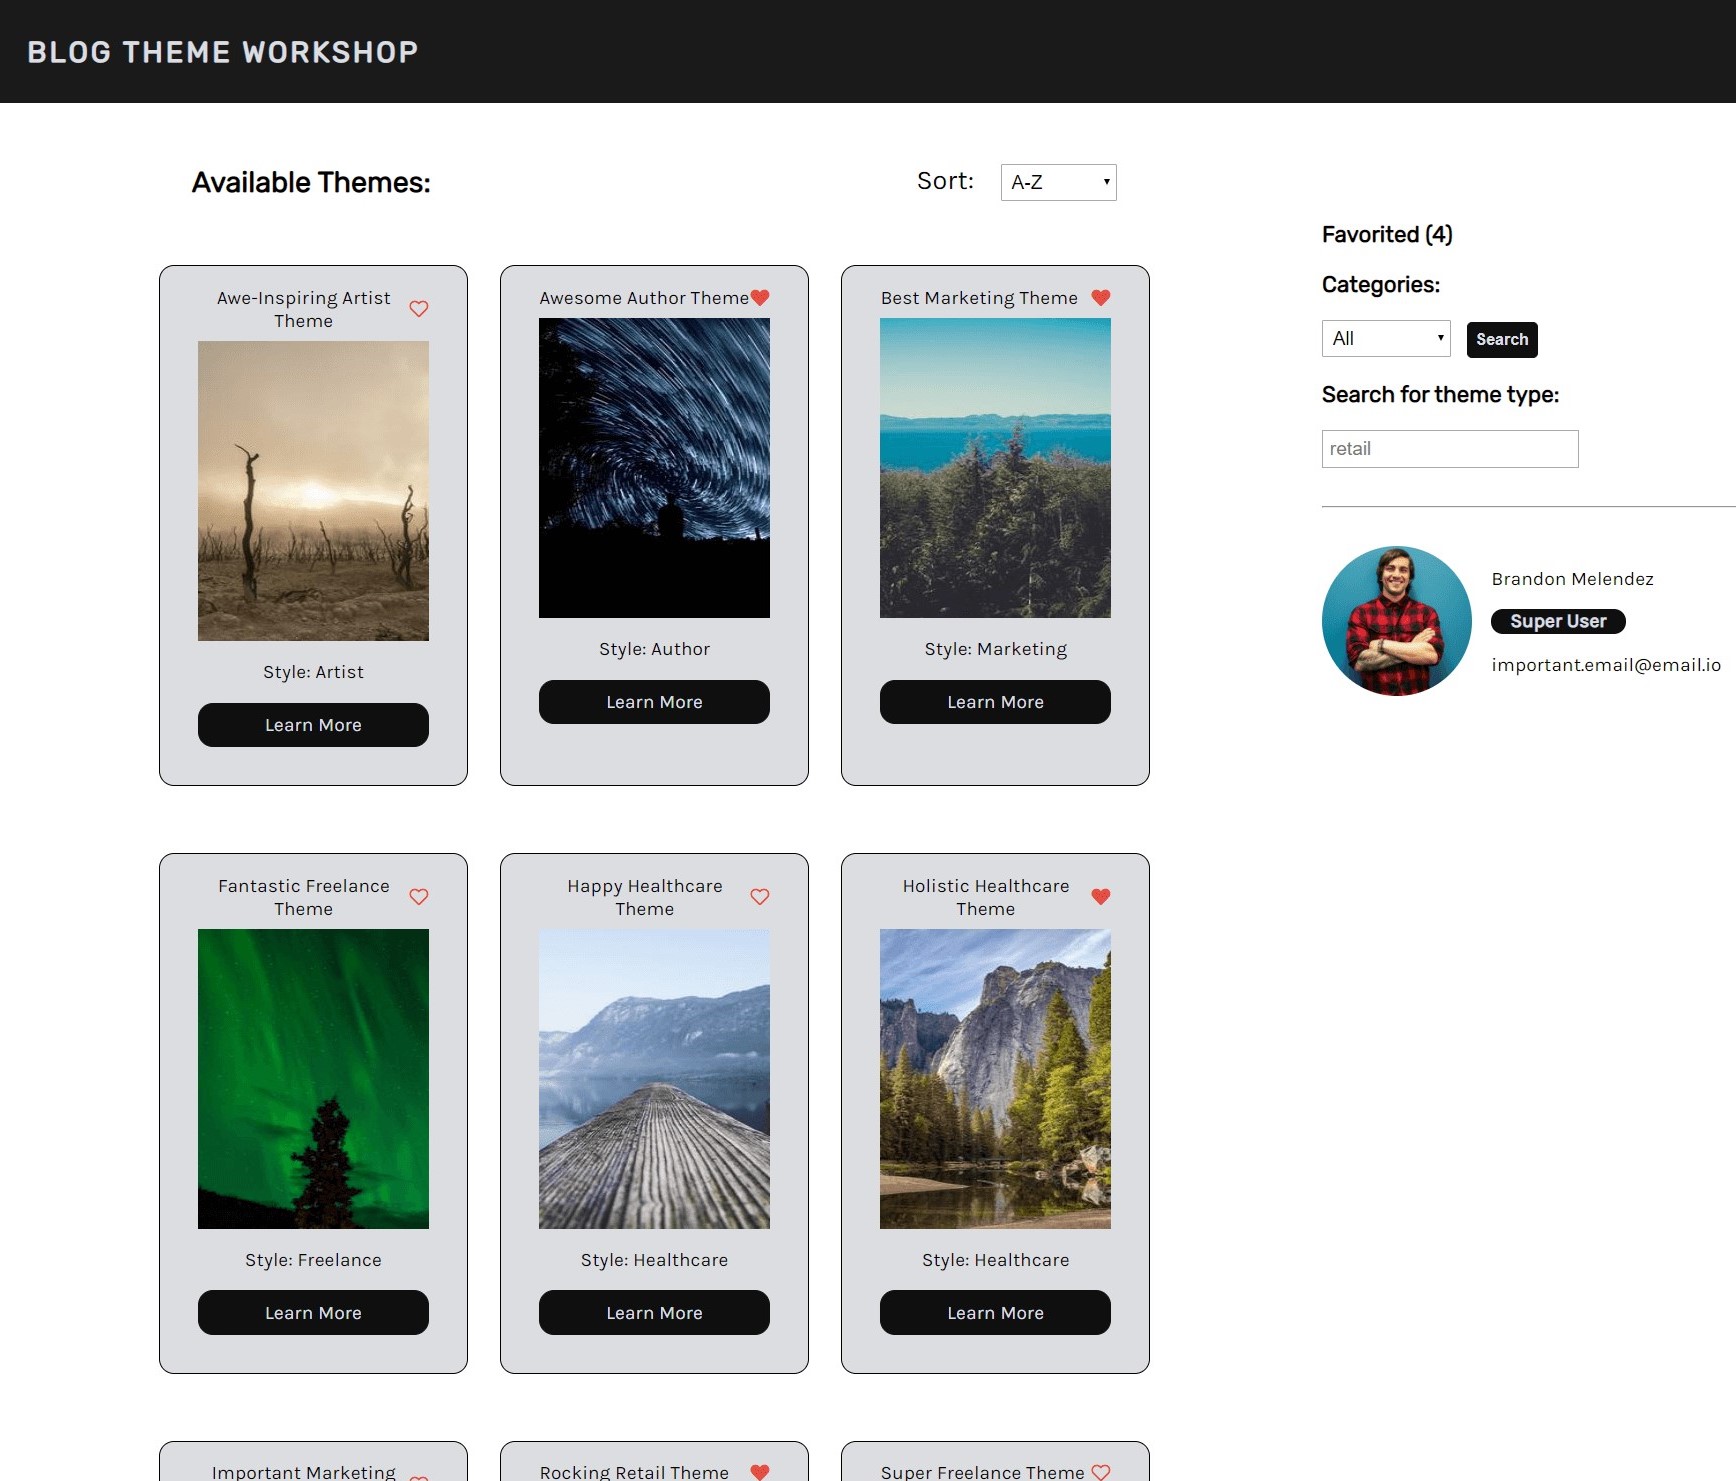 BLOG THEME WORKSHOP
Available Themes:
Sort:
A-Z
Awe-Inspiring Artist
Theme
Style: Artist
Learn More
Awesome Author Theme
Style: Author
Learn More
Best Marketing Theme
Style: Marketing
Learn More
Fantastic Freelance
Theme
Style: Freelance
Learn More
Happy Healthcare
Theme
Style: Healthcare
Learn More
Holistic Healthcare
Theme
Style: Healthcare
Learn More
Important Marketing
Rocking Retail Theme
Super Freelance Theme
Favorited (4)
Categories:
All
Search
Search for theme type:
retail
Brandon Melendez
Super User
important.email@email.io